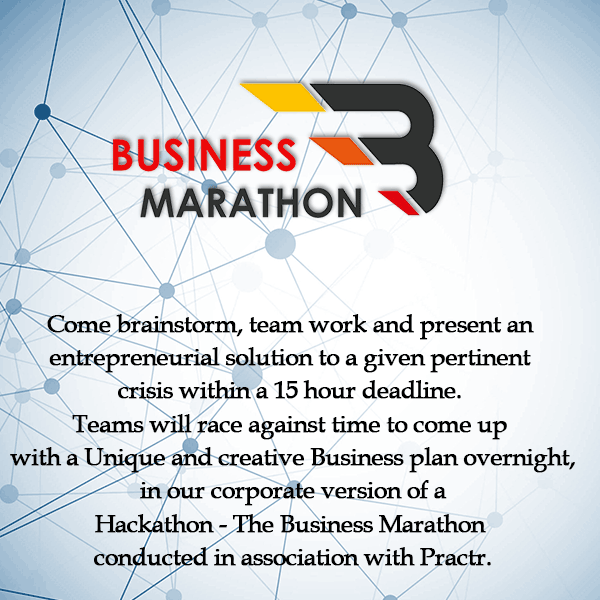 BUSINESS
MARATHON
Come brainstorm, team work and present an
entrepreneurial solution to a given pertinent
crisis within a 15 hour deadline.
Teams will race against time to come up
with a Unique and creative Business plan overnight,
in our corporate version of a
Hackathon - The Business Marathon
conducted in association with Practr.